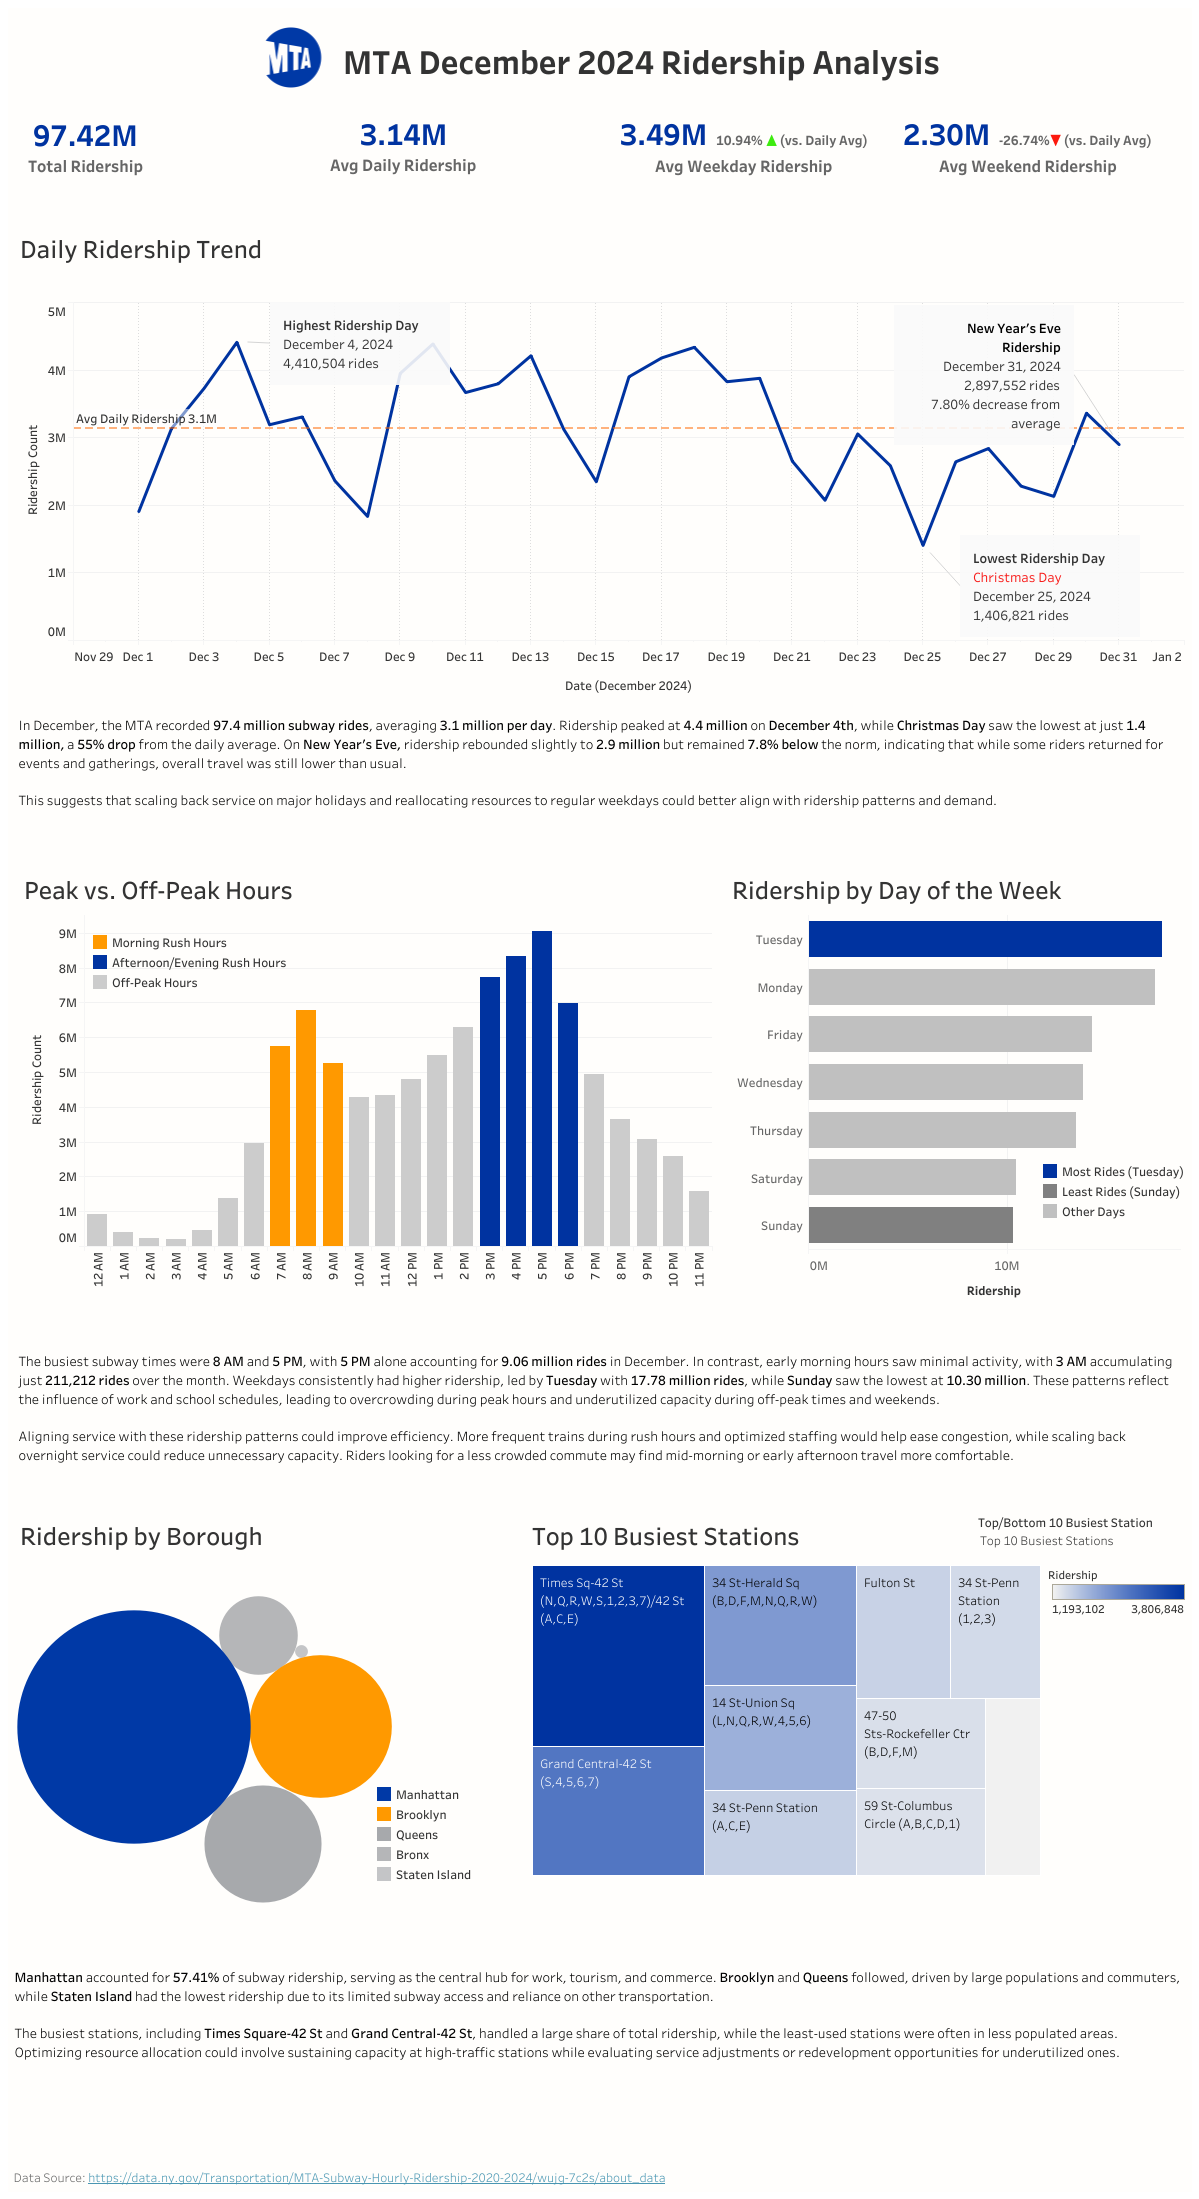 MTA
MTA December 2024 Ridership Analysis
97.42M
Total Ridership
3.14M
Avg Daily Ridership
3.49M 10.94% ▲ (vs. Daily Avg)
Avg Weekday Ridership
2.30M -26.74%▼ (vs. Daily Avg)
Avg Weekend Ridership
Daily Ridership Trend
Ridership Count
5M
4M
3M
2M
1M
0M
Avg Daily Ridership 3.1M
Highest Ridership Day
December 4, 2024
4,410,504 rides
New Year's Eve
Ridership
December 31, 2024
2,897,552 rides
7.80% decrease from
average
Lowest Ridership Day
Christmas Day
December 25, 2024
1,406,821 rides
Nov 29 Dec 1 Dec 3 Dec 5 Dec 7 Dec 9 Dec 11 Dec 13 Dec 15 Dec 17 Dec 19 Dec 21 Dec 23 Dec 25 Dec 27 Dec 29 Dec 31 Jan 2
Date (December 2024)
In December, the MTA recorded 97.4 million subway rides, averaging 3.1 million per day. Ridership peaked at 4.4 million on December 4th, while Christmas Day saw the lowest at just 1.4
million, a 55% drop from the daily average. On New Year's Eve, ridership rebounded slightly to 2.9 million but remained 7.8% below the norm, indicating that while some riders returned for
events and gatherings, overall travel was still lower than usual.
This suggests that scaling back service on major holidays and reallocating resources to regular weekdays could better align with ridership patterns and demand.
Peak vs. Off-Peak Hours
Ridership Count
9M
8M
7M
6M
5M
4M
3M
2M
1M
0M
Morning Rush Hours
Afternoon/Evening Rush Hours
Off-Peak Hours
12 AM 1 AM 2 AM 3 AM 4 AM 5 AM 6 AM 7 AM 8 AM 9 AM 10 AM 11 AM 12 PM 1 PM 2 PM 3 PM 4 PM 5 PM 6 PM 7 PM 8 PM 9 PM 10 PM 11 PM
Ridership by Day of the Week
Tuesday
Monday
Friday
Wednesday
Thursday
Saturday
Sunday
Most Rides (Tuesday)
Least Rides (Sunday)
Other Days
0M 10M
Ridership
The busiest subway times were 8 AM and 5 PM, with 5 PM alone accounting for 9.06 million rides in December. In contrast, early morning hours saw minimal activity, with 3 AM accumulating
just 211,212 rides over the month. Weekdays consistently had higher ridership, led by Tuesday with 17.78 million rides, while Sunday saw the lowest at 10.30 million. These patterns reflect
the influence of work and school schedules, leading to overcrowding during peak hours and underutilized capacity during off-peak times and weekends.
Aligning service with these ridership patterns could improve efficiency. More frequent trains during rush hours and optimized staffing would help ease congestion, while scaling back
overnight service could reduce unnecessary capacity. Riders looking for a less crowded commute may find mid-morning or early afternoon travel more comfortable.
Ridership by Borough
Manhattan
Brooklyn
Queens
Bronx
Staten Island
Top 10 Busiest Stations
Top/Bottom 10 Busiest Station
Top 10 Busiest Stations
Ridership
1,193,102 3,806,848
Times Sq-42 St
(N,Q,R,W,S,1,2,3,7)/42 St
(A,C,E)
Grand Central-42 St
(S,4,5,6,7)
34 St-Herald Sq
(B,D,F,M,N,Q,R,W)
14 St-Union Sq
(L,N,Q,R,W,4,5,6)
34 St-Penn Station
(A,C,E)
Fulton St
34 St-Penn
Station
(1,2,3)
47-50
Sts-Rockefeller Ctr
(B,D,F,M)
59 St-Columbus
Circle (A,B,C,D,1)
Manhattan accounted for 57.41% of subway ridership, serving as the central hub for work, tourism, and commerce. Brooklyn and Queens followed, driven by large populations and commuters,
while Staten Island had the lowest ridership due to its limited subway access and reliance on other transportation.
The busiest stations, including Times Square-42 St and Grand Central-42 St, handled a large share of total ridership, while the least-used stations were often in less populated areas.
Optimizing resource allocation could involve sustaining capacity at high-traffic stations while evaluating service adjustments or redevelopment opportunities for underutilized ones.
Data Source: https://data.ny.gov/Transportation/MTA-Subway-Hourly-Ridership-2020-2024/wujg-7c2s/about_data